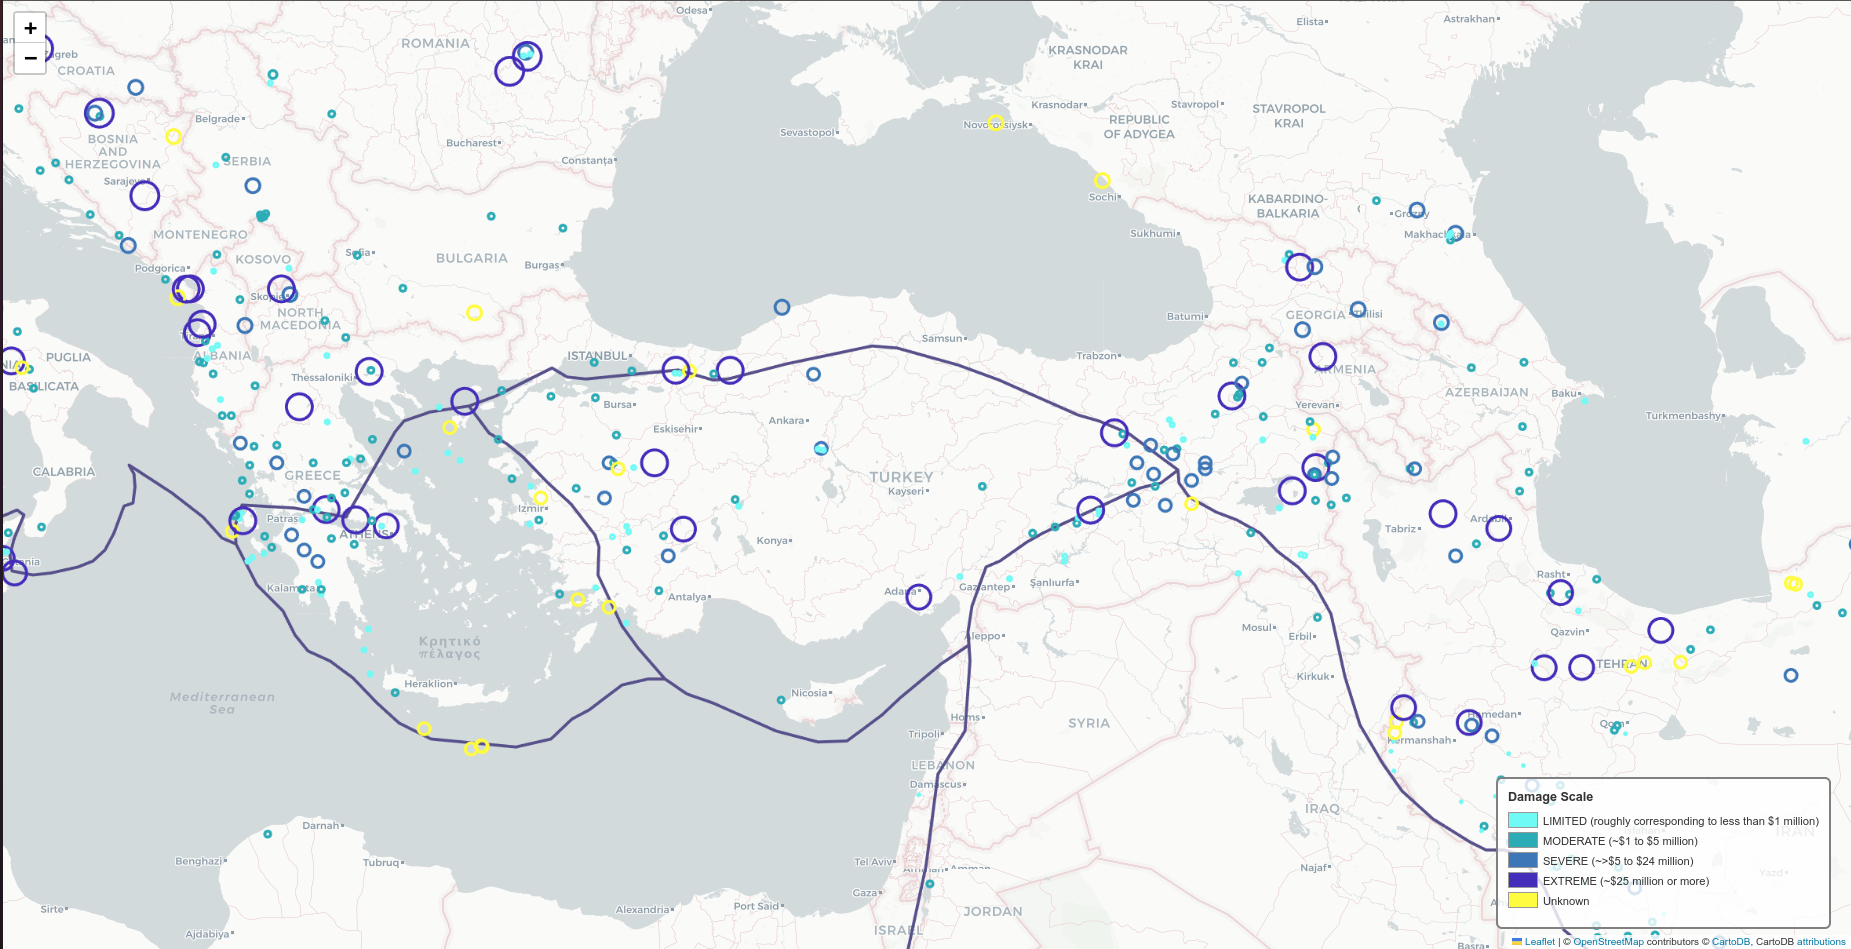 +
−
Odesa
Elista
Astrakhan
Zagreb
CROATIA
ROMANIA
KRASNODAR
KRAI
Krasnodar
Stavropol
STAVROPOL
KRAI
Belgrade
Sevastopol
Novorossiysk
REPUBLIC
OF ADYGEA
BOSNIA
AND
HERZEGOVINA
Bucharest
SERBIA
Constanța
Sarajevo
Sochi
KABARDINO-
BALKARIA
Grozny
MONTENEGRO
Sukhumi
Makhachkala
Sofia
KOSOVO
BULGARIA
Burgas
Podgorica
Skopje
NORTH
MACEDONIA
Batumi
GEORGIA
Tbilisi
Tirana
Samsun
PUGLIA
ALBANIA
ISTANBUL
Trabzon
BASILICATA
Thessaloniki
ARMENIA
AZERBAIJAN
Baku
Bursa
Yerevan
Turkmenbashy
Eskisehir
Ankara
CALABRIA
GREECE
TURKEY
Kayseri
Izmir
Patras
ATHENS
Ardabil
Tabriz
Konya
Catania
Kalamata
Rasht
Adana
Gaziantep
Şanlıurfa
Antalya
Κρητικό
πέλαγος
Aleppo
Mosul
Erbil
Qazvin
TEHRAN
Kirkuk
Heraklion
Nicosia
Mediterranean
Sea
Homs
SYRIA
Hamedan
Qom
Tripoli
Kermanshah
LEBANON
Damascus
IRAQ
Darnah
Benghazi
Tubruq
Tel Aviv
Amman
Najaf
Gaza
Sirte
Alexandria
Port Said
JORDAN
ISRAEL
Ajdabiya
Basra
IRAN
Yazd
Damage Scale
LIMITED (roughly corresponding to less than $1 million)
MODERATE (~$1 to $5 million)
SEVERE (~>$5 to $24 million)
EXTREME (~$25 million or more)
Unknown
Leaflet | © OpenStreetMap contributors © CartoDB, CartoDB attributions